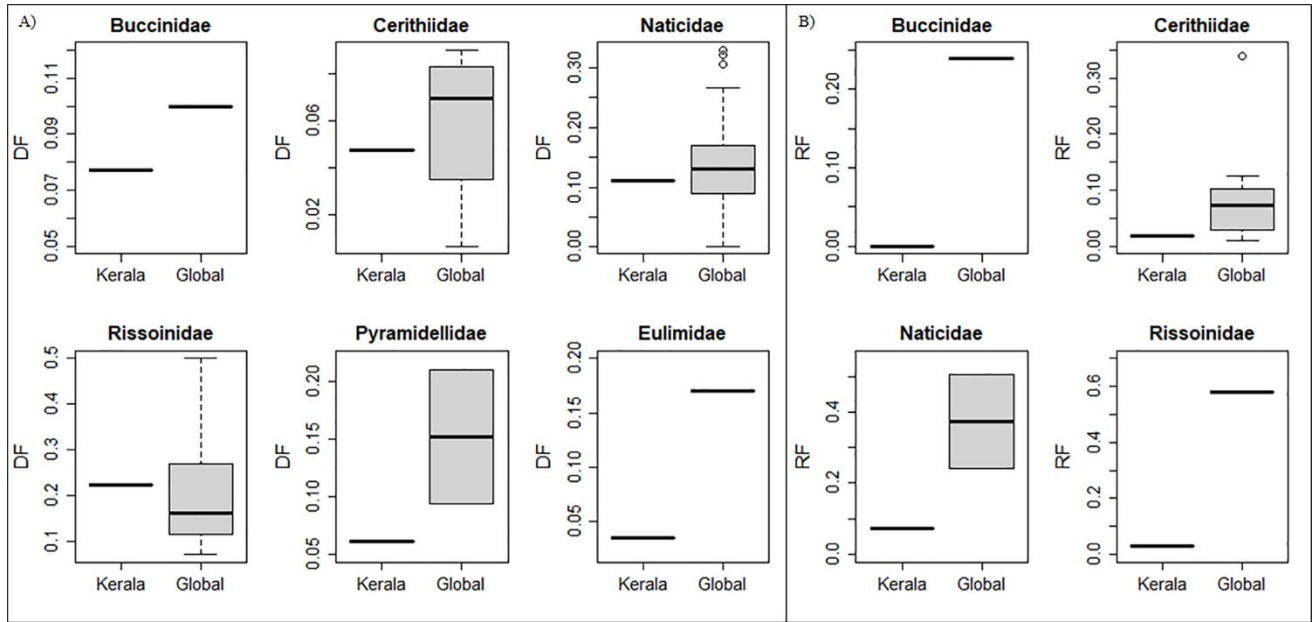 A)
Buccinidae
DF
0.05 0.07 0.09 0.11
Kerala Global
Cerithiidae
DF
0.02 0.06
Kerala Global
Naticidae
DF
0.00 0.10 0.20 0.30
Kerala Global
Rissoinidae
DF
0.1 0.2 0.3 0.4 0.5
Kerala Global
Pyramidellidae
DF
0.05 0.10 0.15 0.20
Kerala Global
Eulimidae
DF
0.05 0.10 0.15 0.20
Kerala Global
B)
Buccinidae
RF
0.00 0.10 0.20
Kerala Global
Cerithiidae
RF
0.00 0.10 0.20 0.30
Kerala Global
Naticidae
RF
0.0 0.2 0.4
Kerala Global
Rissoinidae
RF
0.0 0.2 0.4 0.6
Kerala Global